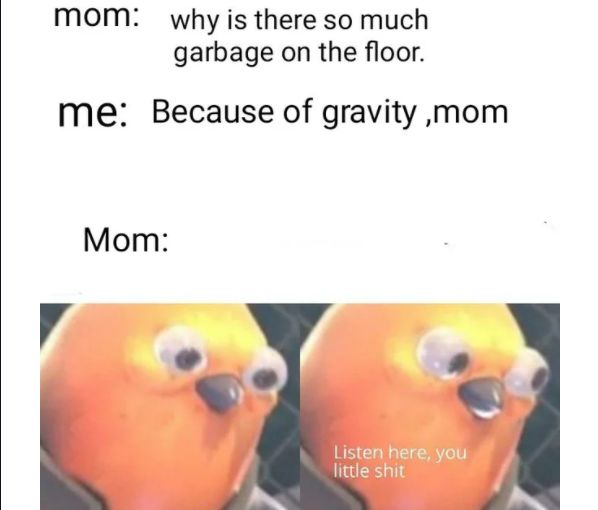 mom: why is there so much
garbage on the floor.
me: Because of gravity ,mom
Mom:
Listen here, you
little shit